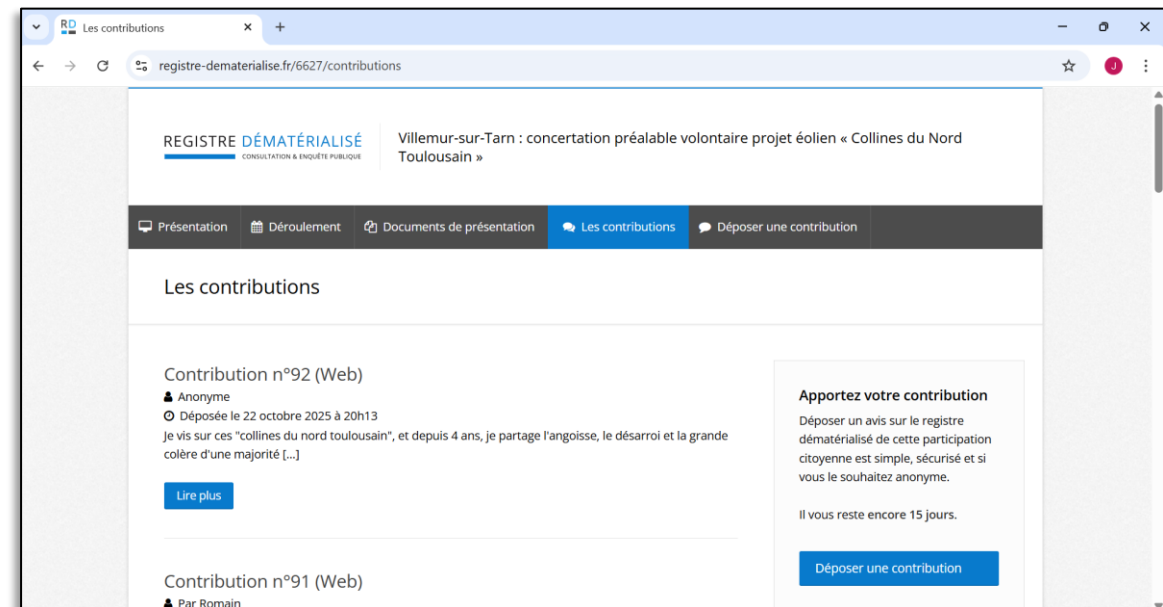 RD Les contributions
registre-dematerialise.fr/6627/contributions
J
REGISTRE DÉMATÉRIALISÉ
CONSULTATION & ENQUÊTE PUBLIQUE
Villemur-sur-Tarn : concertation préalable volontaire projet éolien « Collines du Nord
Toulousain »
Présentation Déroulement Documents de présentation Les contributions Déposer une contribution
Les contributions
Contribution n°92 (Web)
Anonyme
Déposée le 22 octobre 2025 à 20h13
Je vis sur ces "collines du nord toulousain", et depuis 4 ans, je partage l'angoisse, le désarroi et la grande
colère d'une majorité [...]
Lire plus
Contribution n°91 (Web)
Par Romain
Apportez votre contribution
Déposer un avis sur le registre
dématérialisé de cette participation
citoyenne est simple, sécurisé et si
vous le souhaitez anonyme.
Il vous reste encore 15 jours.
Déposer une contribution